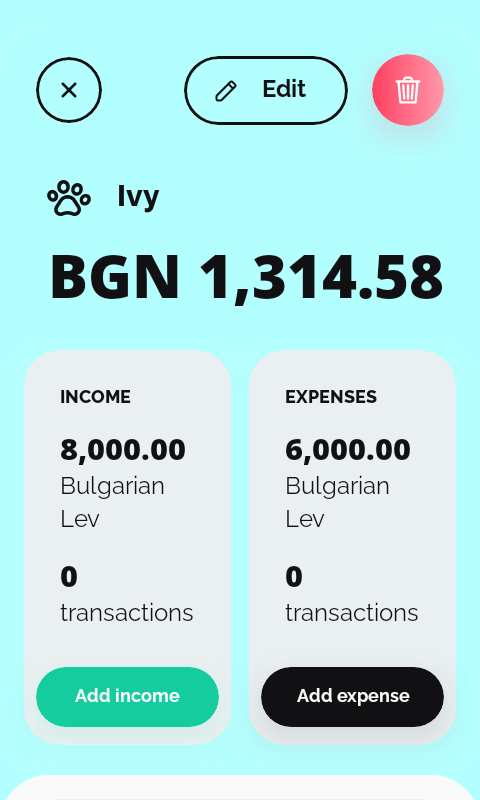 Edit
Ivy
BGN 1,314.58
INCOME
8,000.00
Bulgarian
Lev
0
transactions
Add income
EXPENSES
6,000.00
Bulgarian
Lev
0
transactions
Add expense